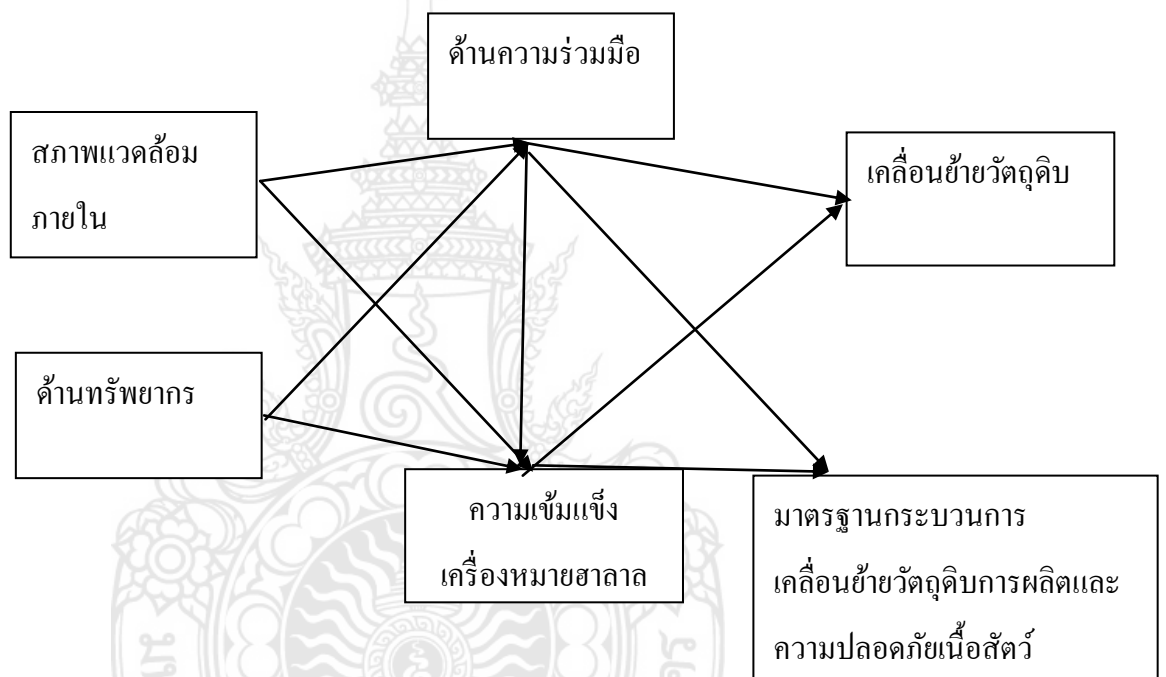 ด้านความร่วมมือ
สภาพแวดล้อม
ภายใน
เคลื่อนย้ายวัตถุดิบ
ด้านทรัพยากร
ความเข้มแข็ง
เครื่องหมายฮาลาล
มาตรฐานกระบวนการ
เคลื่อนย้ายวัตถุดิบการผลิตและ
ความปลอดภัยเนื้อสัตว์